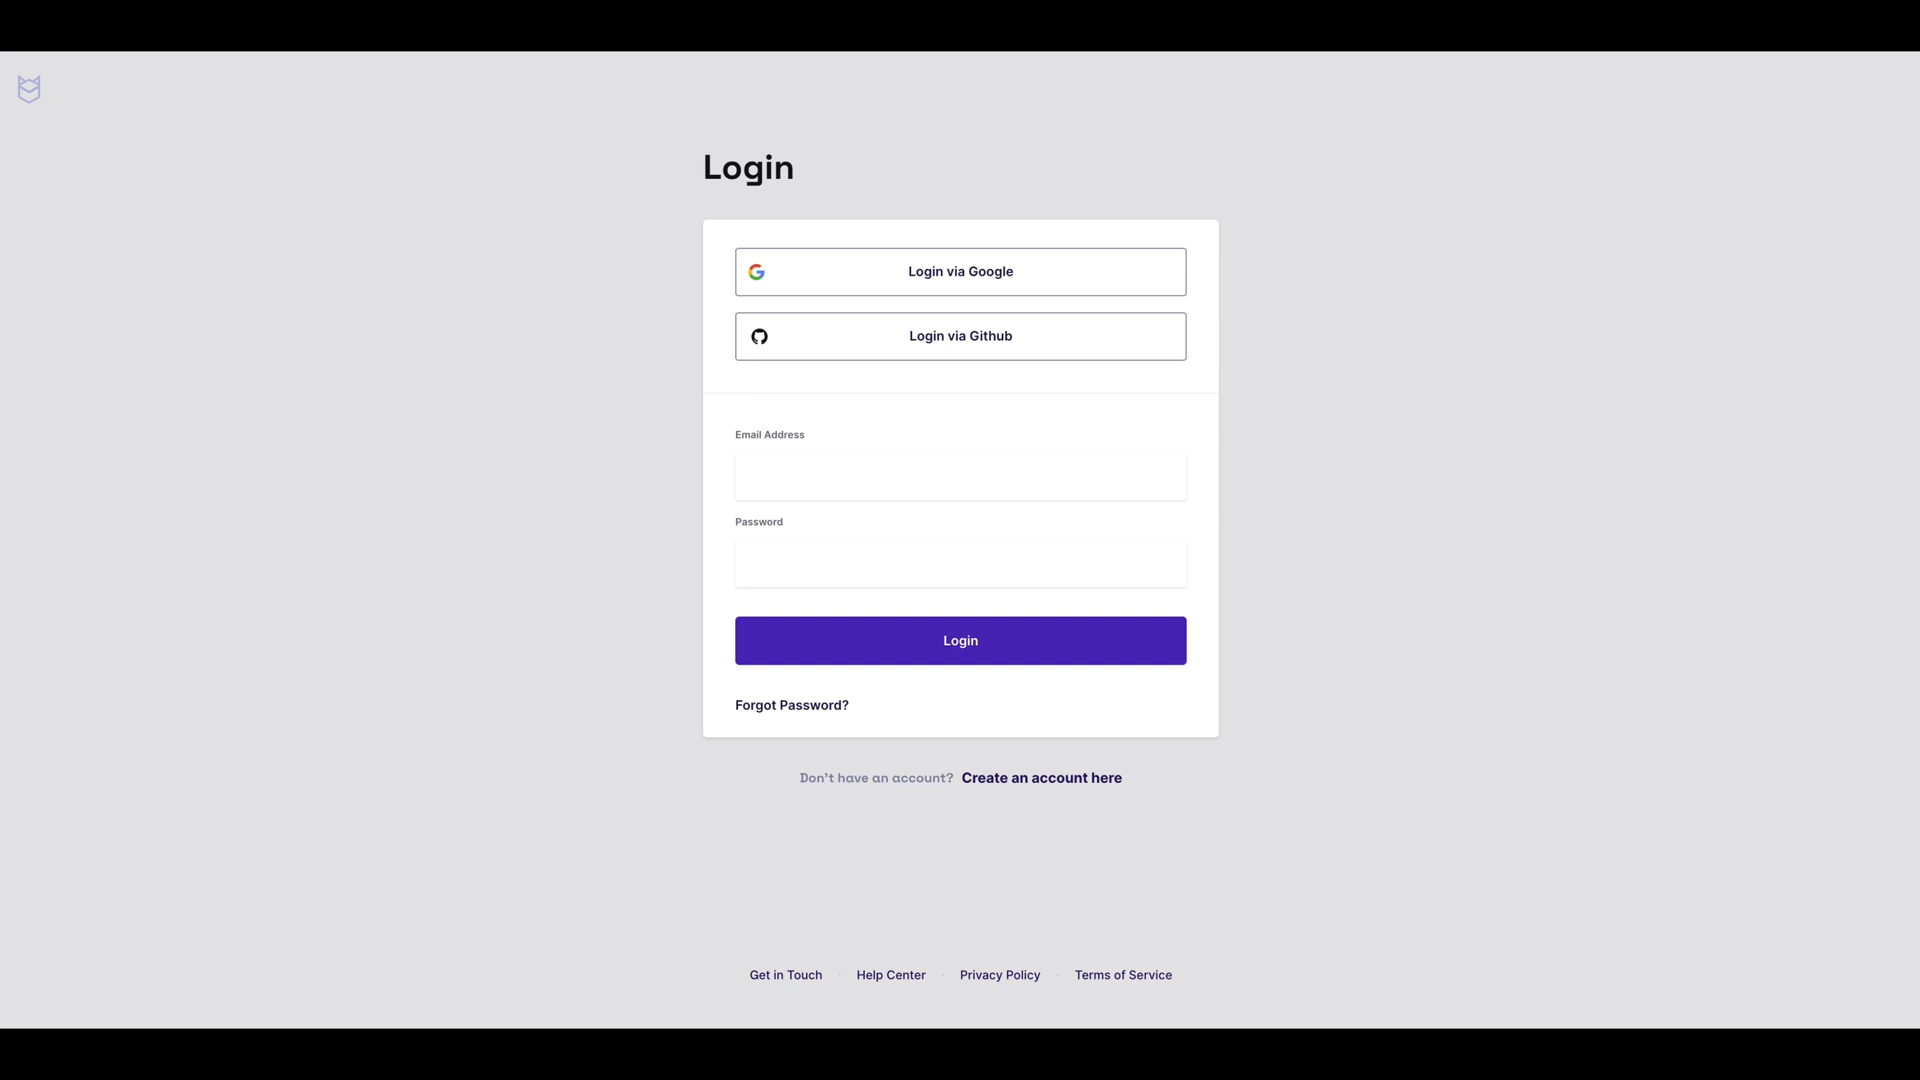 Login
Login via Google
Login via Github
Email Address
Password
Login
Forgot Password?
Don't have an account? Create an account here
Get in Touch · Help Center · Privacy Policy · Terms of Service